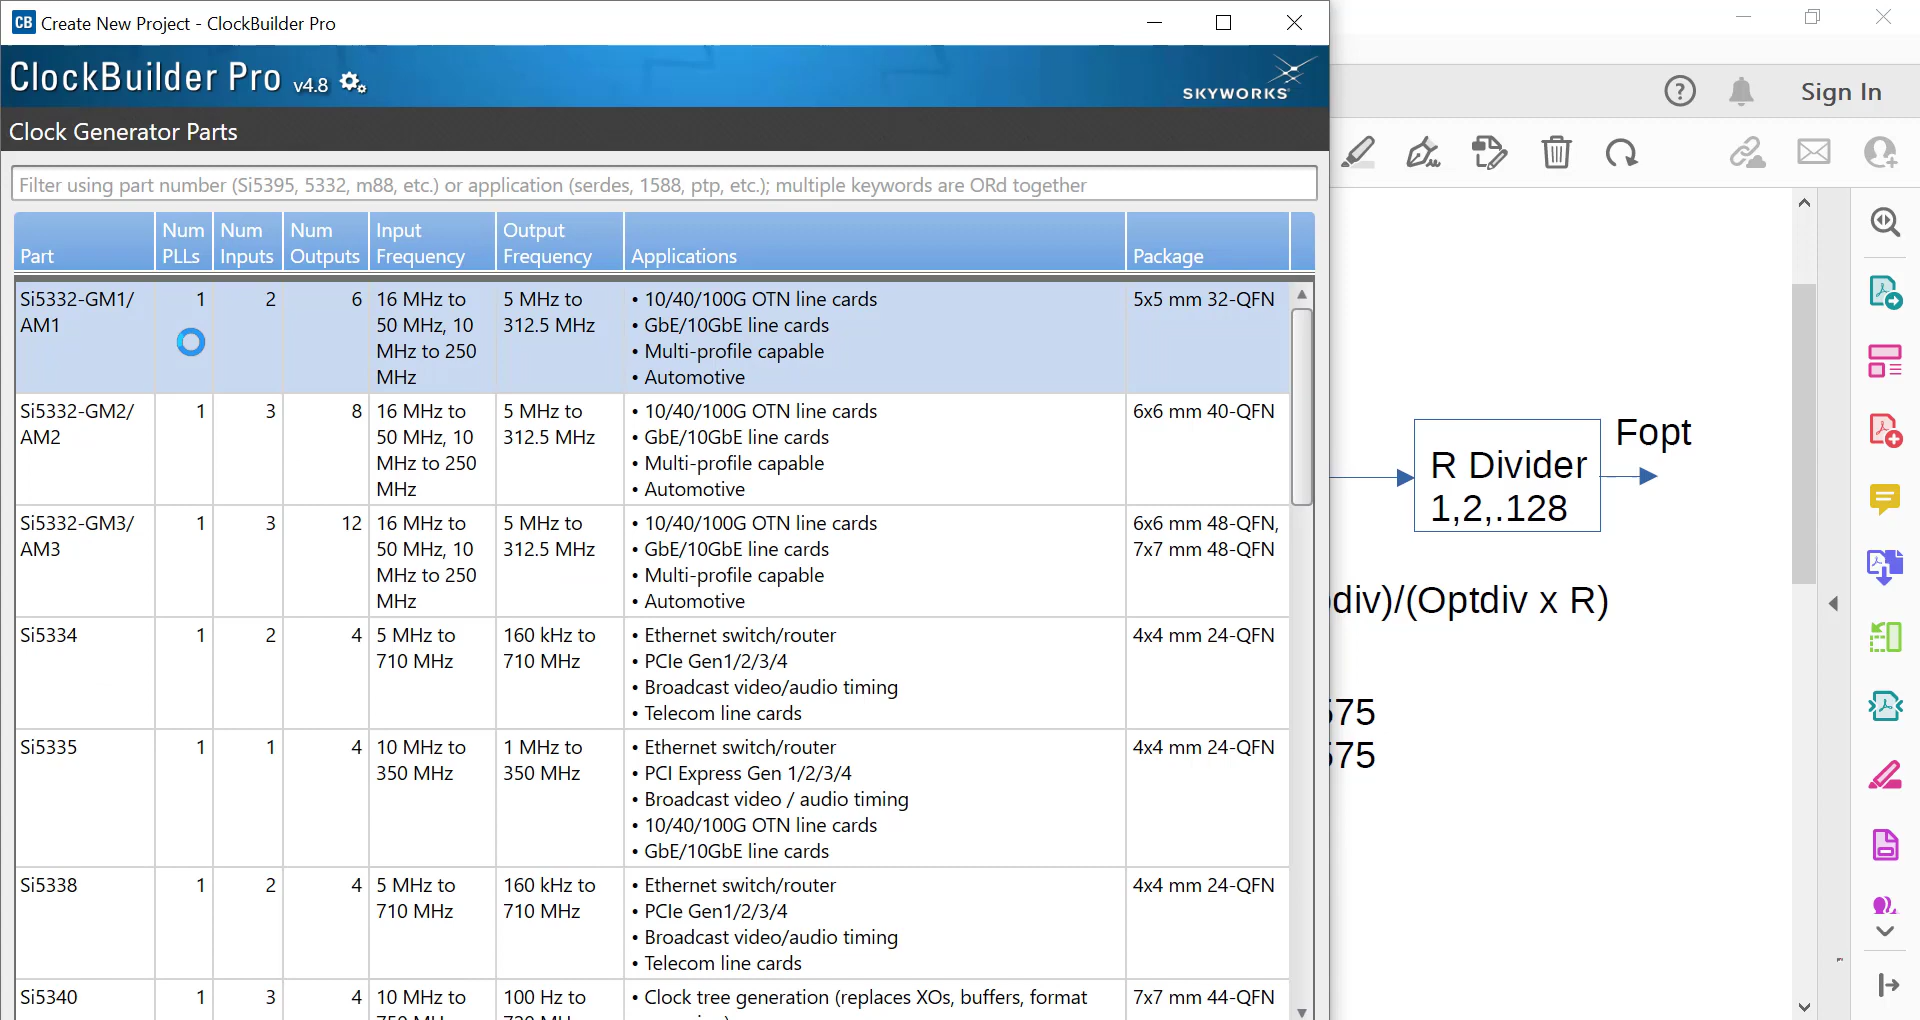 CB Create New Project - ClockBuilder Pro
ClockBuilder Pro v4.8
SKYWORKS
Clock Generator Parts
Filter using part number (Si5395, 5332, m88, etc.) or application (serdes, 1588, ptp, etc.); multiple keywords are ORd together
Part
Num PLLs
Num Inputs
Num Outputs
Input Frequency
Output Frequency
Applications
Package
Si5332-GM1/
AM1
1
2
6
16 MHz to
50 MHz, 10
MHz to 250
MHz
5 MHz to
312.5 MHz
• 10/40/100G OTN line cards
• GbE/10GbE line cards
• Multi-profile capable
• Automotive
5x5 mm 32-QFN
Si5332-GM2/
AM2
1
3
8
16 MHz to
50 MHz, 10
MHz to 250
MHz
5 MHz to
312.5 MHz
• 10/40/100G OTN line cards
• GbE/10GbE line cards
• Multi-profile capable
• Automotive
6x6 mm 40-QFN
Si5332-GM3/
AM3
1
3
12
16 MHz to
50 MHz, 10
MHz to 250
MHz
5 MHz to
312.5 MHz
• 10/40/100G OTN line cards
• GbE/10GbE line cards
• Multi-profile capable
• Automotive
6x6 mm 48-QFN,
7x7 mm 48-QFN
Si5334
1
2
4
5 MHz to
710 MHz
160 kHz to
710 MHz
• Ethernet switch/router
• PCIe Gen1/2/3/4
• Broadcast video/audio timing
• Telecom line cards
4x4 mm 24-QFN
Si5335
1
1
4
10 MHz to
350 MHz
1 MHz to
350 MHz
• Ethernet switch/router
• PCI Express Gen 1/2/3/4
• Broadcast video / audio timing
• 10/40/100G OTN line cards
• GbE/10GbE line cards
4x4 mm 24-QFN
Si5338
1
2
4
5 MHz to
710 MHz
160 kHz to
710 MHz
• Ethernet switch/router
• PCIe Gen1/2/3/4
• Broadcast video/audio timing
• Telecom line cards
4x4 mm 24-QFN
Si5340
1
3
4
10 MHz to
100 Hz to
• Clock tree generation (replaces XOs, buffers, format
7x7 mm 44-QFN
Sign In
R Divider
1,2,.128
Fopt
div)/(Optdiv x R)
575
575